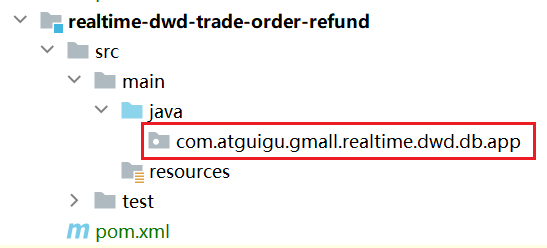 realtime-dwd-trade-order-refund
src
main
java
com.atguigu.gmall.realtime.dwd.db.app
resources
test
m pom.xml